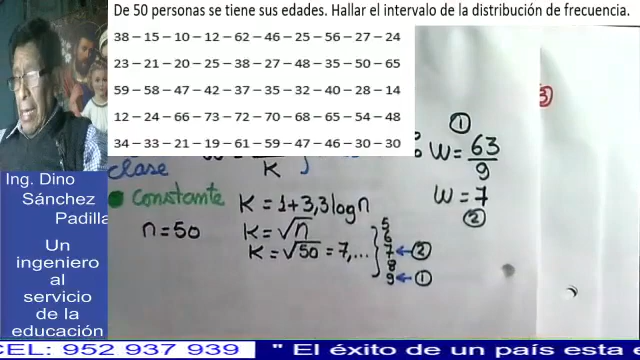 De 50 personas se tiene sus edades. Hallar el intervalo de la distribución de frecuencia.
38 – 15 – 10 – 12 – 62 – 46 – 25 – 56 – 27 – 24
23 – 21 – 20 – 25 – 38 – 27 – 48 – 35 – 50 – 65
59 – 58 – 47 – 42 – 37 – 35 – 32 – 40 – 28 – 14
12 – 24 – 66 – 73 – 72 – 70 – 68 – 65 – 54 – 48
34 – 33 – 21 – 19 – 61 – 59 – 47 – 46 – 30 – 30
3
1
W = 63/9
W = 7
2
clase
K
constante
K = 1+3,3 log n
n = 50
K = √n
K = √50 = 7,...
5
6
7 ← 2
8
9 ← 1
Ing. Dino
Sánchez
Padilla
Un
ingeniero
al
servicio
de la
educación
CEL: 952 937 939 " El éxito de un país esta